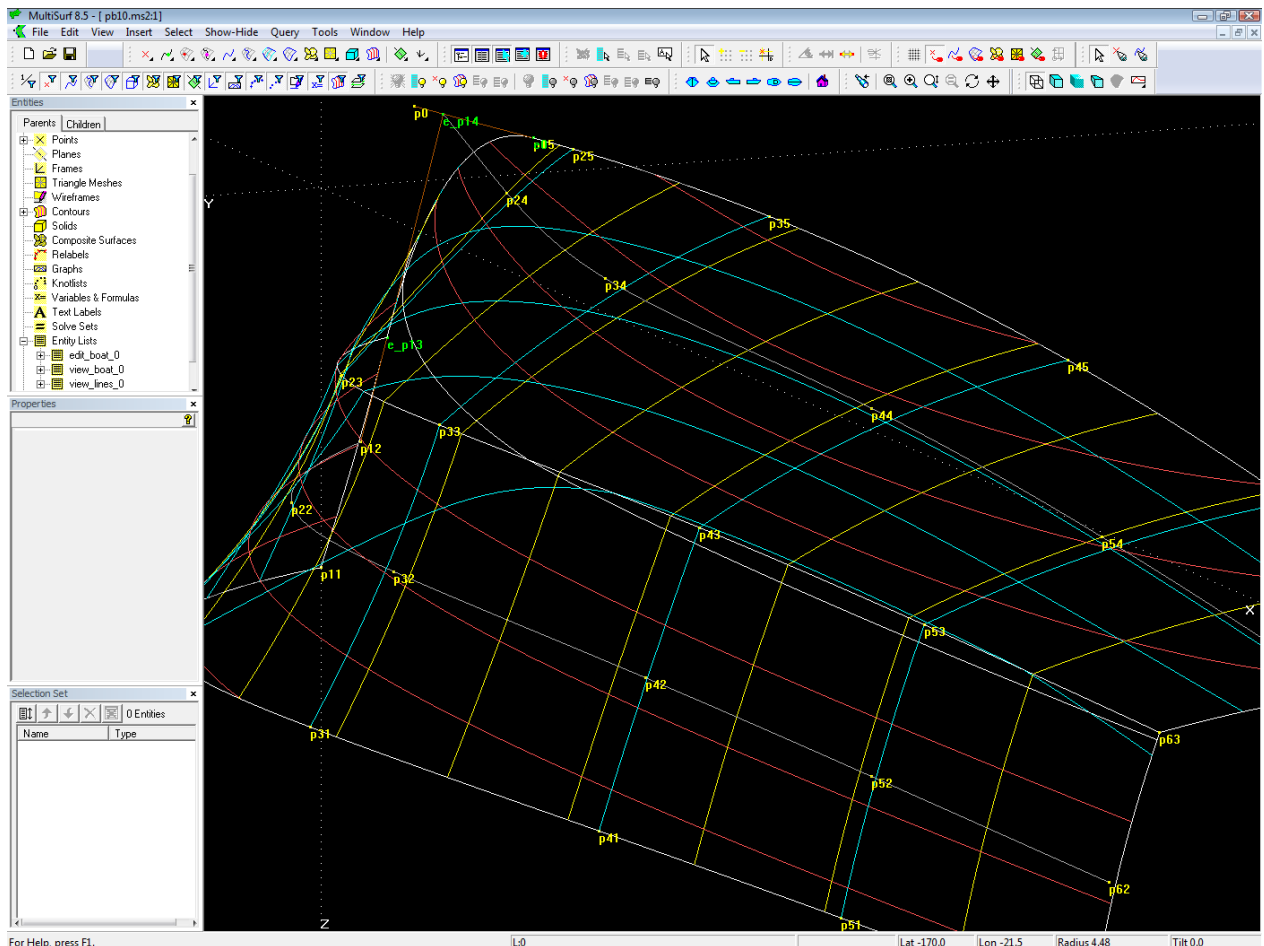 MultiSurf 8.5 - [ pb10.ms2:1]
File Edit View Insert Select Show-Hide Query Tools Window Help
Entities
Parents Children
Points
Planes
Frames
Triangle Meshes
Wireframes
Contours
Solids
Composite Surfaces
Relabels
Graphs
Knotlists
Variables & Formulas
Text Labels
Solve Sets
Entity Lists
edit_boat_0
view_boat_0
view_lines_0
Properties
Selection Set
0 Entities
Name Type
p0
e_p14
p25
p24
Y
p35
p34
e_p13
p45
p23
p44
p33
p12
p22
p43
p54
p11
p32
X
p53
p42
p31
p63
p52
p41
p62
p51
Z
For Help, press F1.
L:0
Lat -170.0 Lon -21.5 Radius 4.48 Tilt 0.0